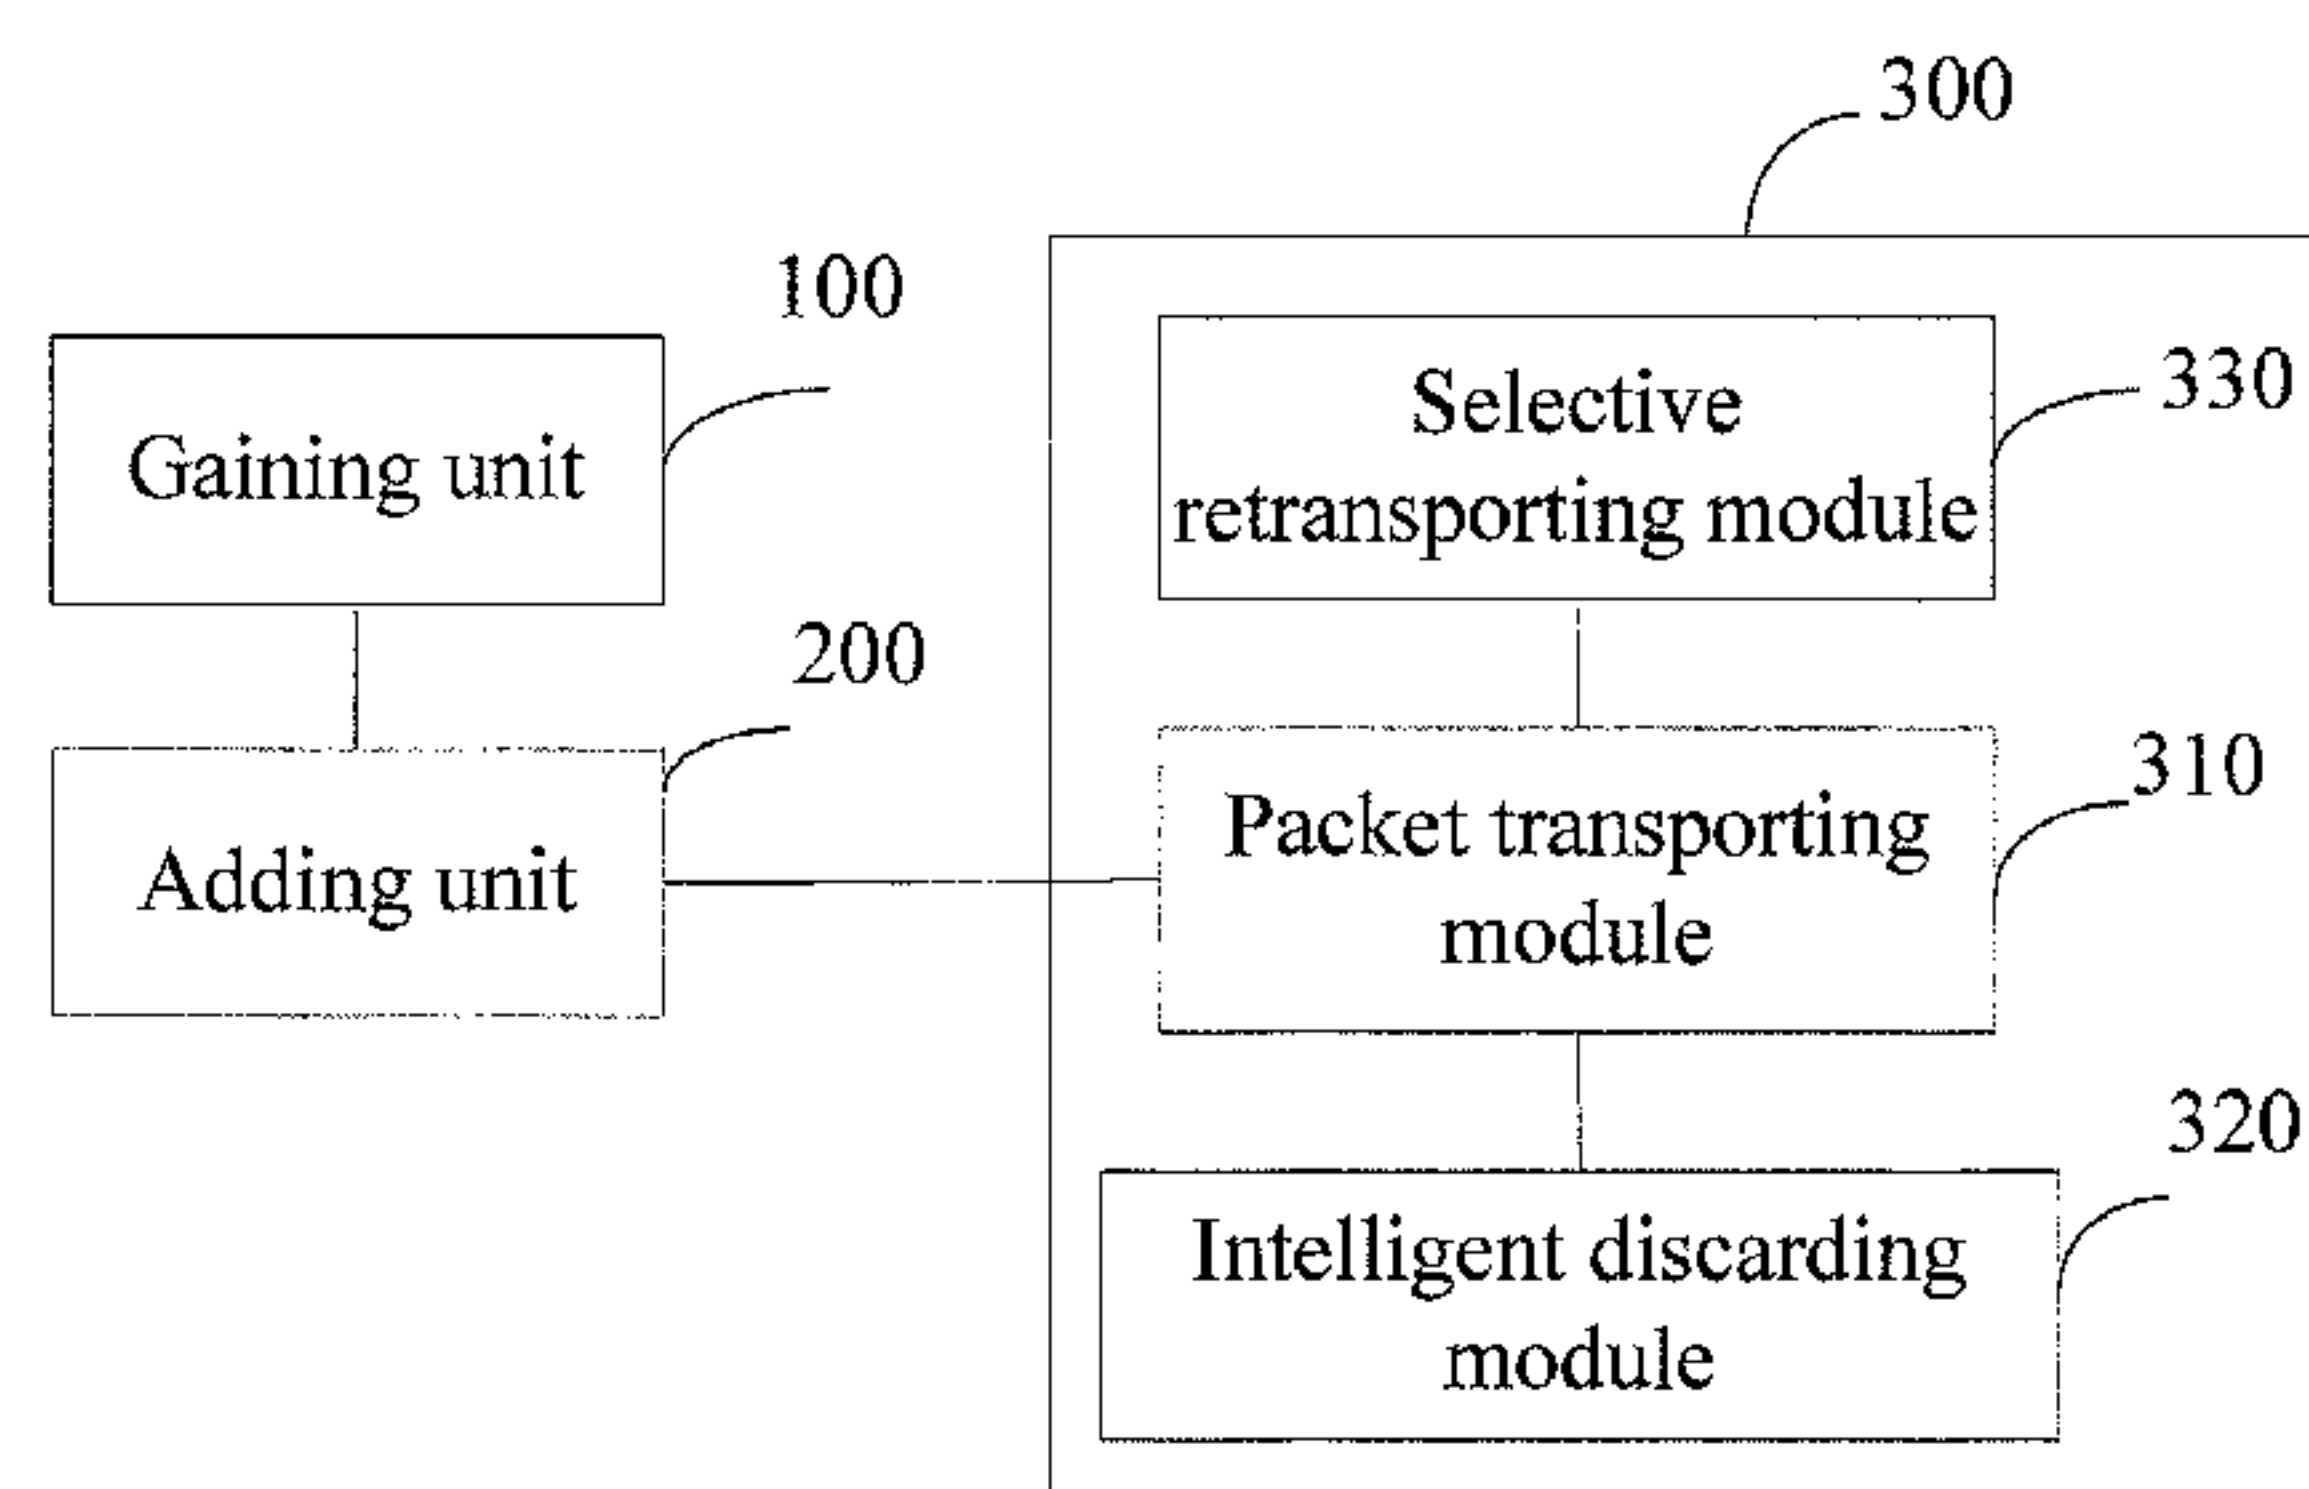 300
100
Selective
retransporting module
330
Gaining unit
200
Packet transporting
module
310
Adding unit
320
Intelligent discarding
module